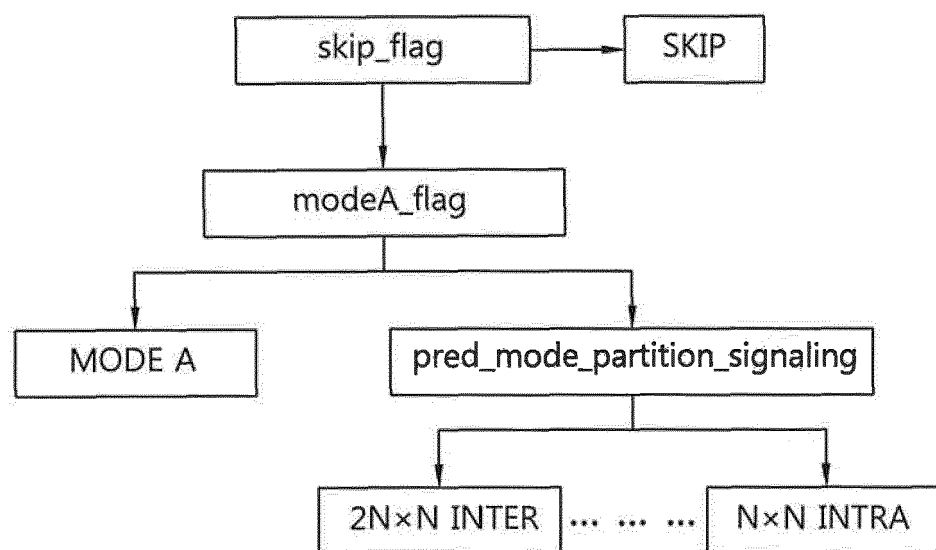 skip_flag
SKIP
modeA_flag
MODE A
pred_mode_partition_signaling
2N×N INTER
... ... ...
N×N INTRA